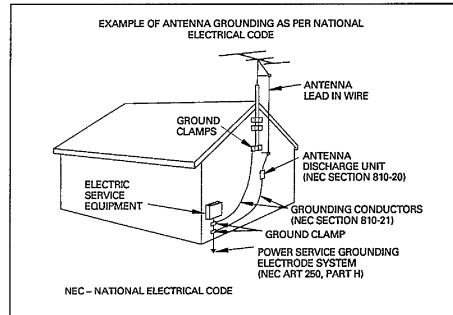 EXAMPLE OF ANTENNA GROUNDING AS PER NATIONAL
ELECTRICAL CODE
ANTENNA
LEAD IN WIRE
GROUND
CLAMPS
ANTENNA
DISCHARGE UNIT
(NEC SECTION 810-20)
ELECTRIC
SERVICE
EQUIPMENT
GROUNDING CONDUCTORS
(NEC SECTION 810-21)
GROUND CLAMP
POWER SERVICE GROUNDING
ELECTRODE SYSTEM
(NEC ART 250, PART H)
NEC – NATIONAL ELECTRICAL CODE